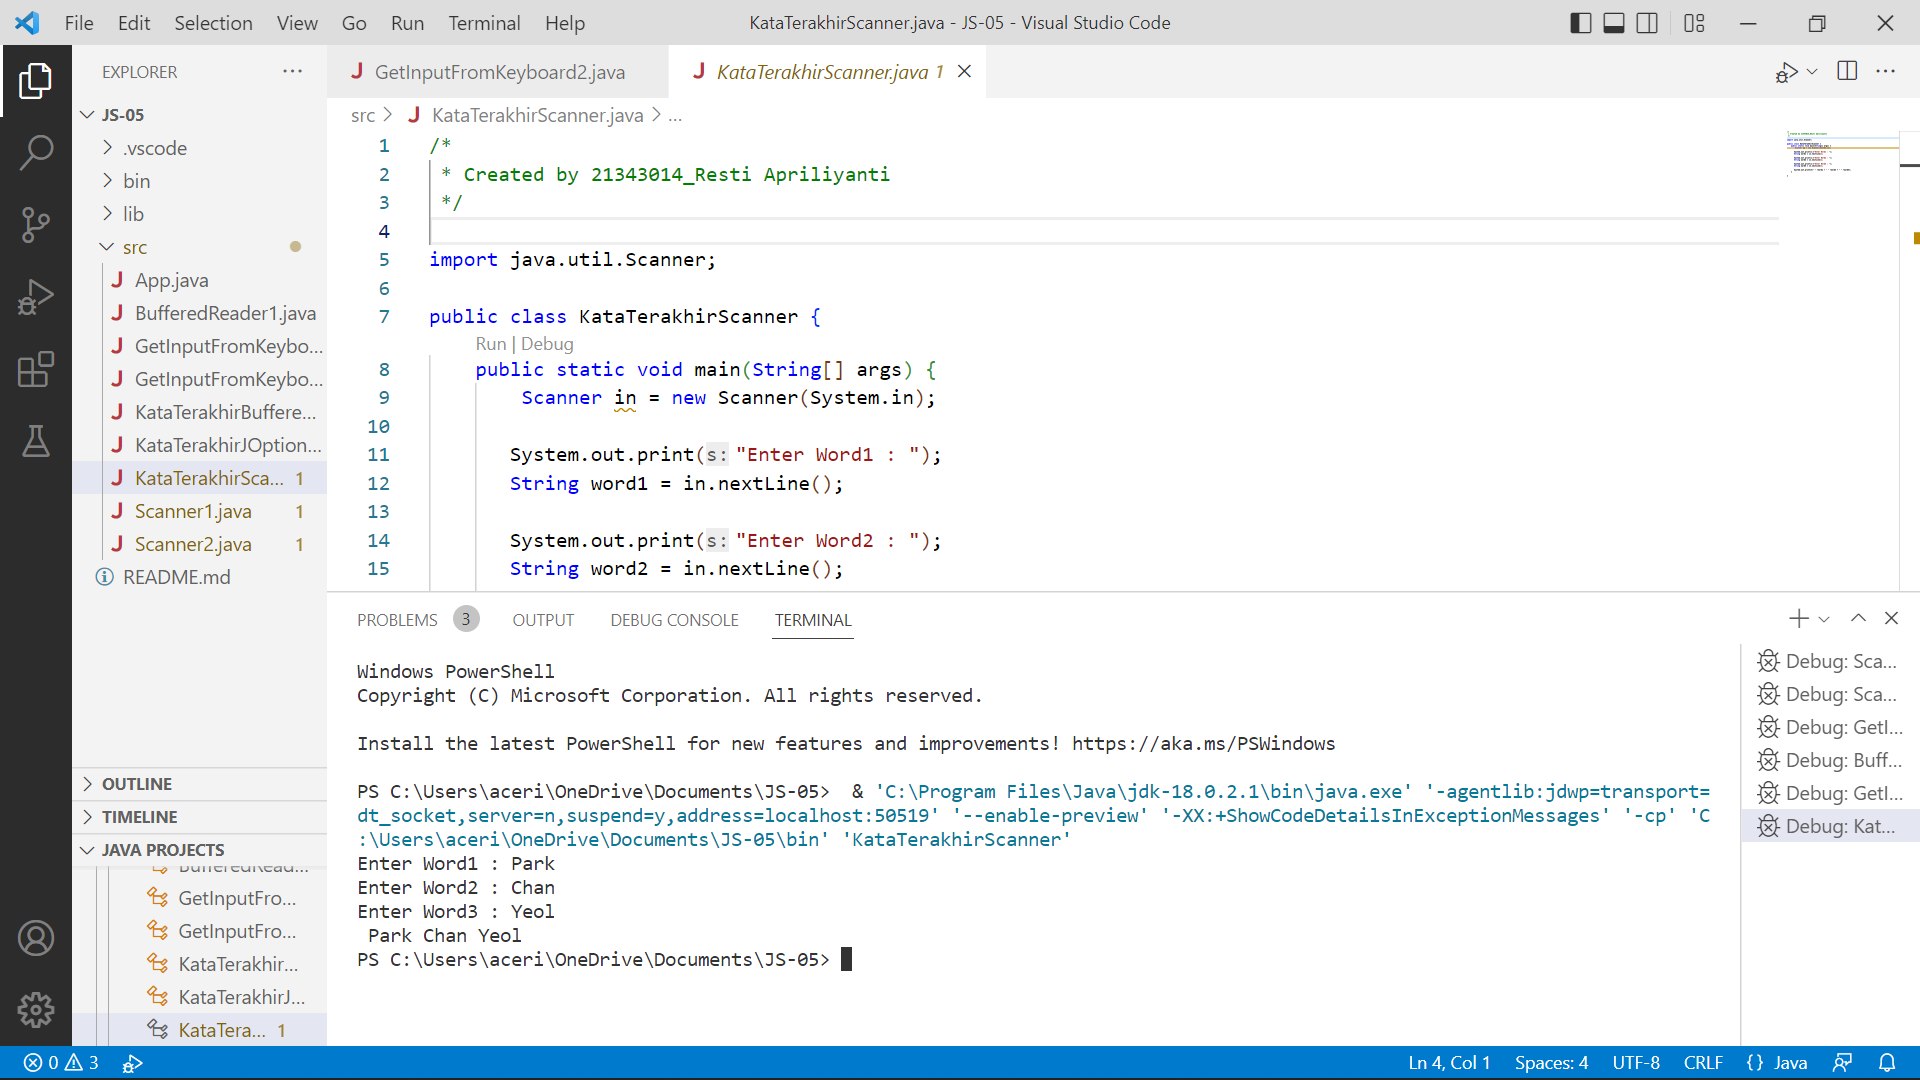 File Edit Selection View Go Run Terminal Help
KataTerakhirScanner.java - JS-05 - Visual Studio Code
EXPLORER
JS-05
.vscode
bin
lib
src
J App.java
J BufferedReader1.java
J GetInputFromKeybo...
J GetInputFromKeybo...
J KataTerakhirBuffere...
J KataTerakhirJOption...
J KataTerakhirSca... 1
J Scanner1.java 1
J Scanner2.java 1
README.md
OUTLINE
TIMELINE
JAVA PROJECTS
BufferedRead...
GetInputFro...
GetInputFro...
KataTerakhir...
KataTerakhirJ...
KataTera... 1
J GetInputFromKeyboard2.java
J KataTerakhirScanner.java 1
src > J KataTerakhirScanner.java > ...
1 /*
2 * Created by 21343014_Resti Apriliyanti
3 */
4
5 import java.util.Scanner;
6
7 public class KataTerakhirScanner {
Run | Debug
8 public static void main(String[] args) {
9 Scanner in = new Scanner(System.in);
10
11 System.out.print(s: "Enter Word1 : ");
12 String word1 = in.nextLine();
13
14 System.out.print(s: "Enter Word2 : ");
15 String word2 = in.nextLine();
PROBLEMS 3 OUTPUT DEBUG CONSOLE TERMINAL
Windows PowerShell
Copyright (C) Microsoft Corporation. All rights reserved.
Install the latest PowerShell for new features and improvements! https://aka.ms/PSWindows
PS C:\Users\aceri\OneDrive\Documents\JS-05> & 'C:\Program Files\Java\jdk-18.0.2.1\bin\java.exe' '-agentlib:jdwp=transport=
dt_socket,server=n,suspend=y,address=localhost:50519' '--enable-preview' '-XX:+ShowCodeDetailsInExceptionMessages' '-cp' 'C
:\Users\aceri\OneDrive\Documents\JS-05\bin' 'KataTerakhirScanner'
Enter Word1 : Park
Enter Word2 : Chan
Enter Word3 : Yeol
Park Chan Yeol
PS C:\Users\aceri\OneDrive\Documents\JS-05>
Debug: Sca...
Debug: Sca...
Debug: GetI...
Debug: Buff...
Debug: GetI...
Debug: Kat...
0 3
Ln 4, Col 1 Spaces: 4 UTF-8 CRLF {} Java